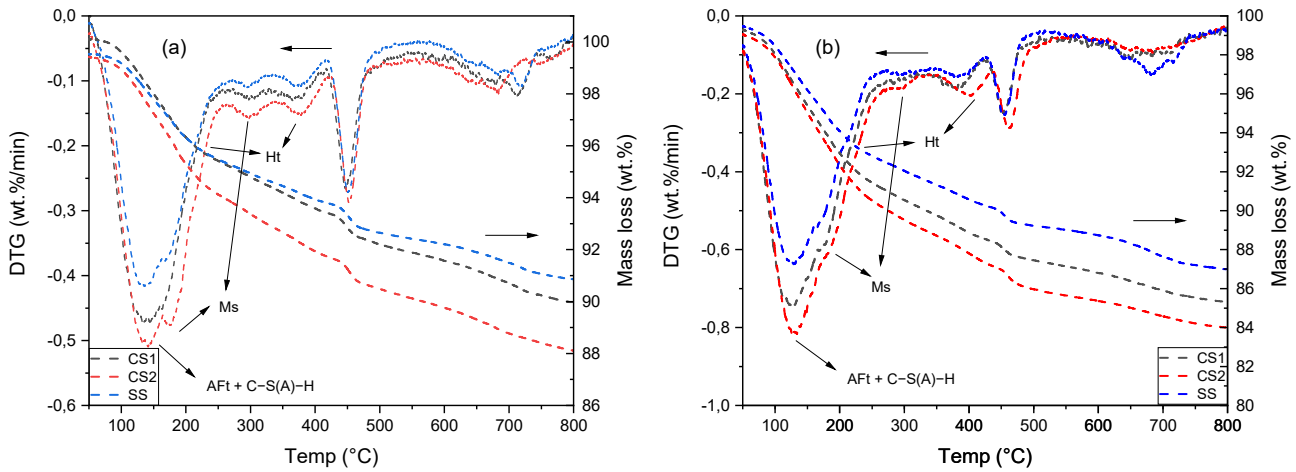 (a)
DTG (wt.%/min)
0,0
-0,1
-0,2
-0,3
-0,4
-0,5
-0,6
100
98
96
94
92
90
88
86
Mass loss (wt.%)
Ht
Ms
AFt + C−S(A)−H
CS1
CS2
SS
100 200 300 400 500 600 700 800
Temp (°C)
(b)
DTG (wt.%/min)
0,0
-0,2
-0,4
-0,6
-0,8
-1,0
100
98
96
94
92
90
88
86
84
82
80
Mass loss (wt.%)
Ht
Ms
AFt + C−S(A)−H
CS1
CS2
SS
100 200 300 400 500 600 700 800
Temp (°C)